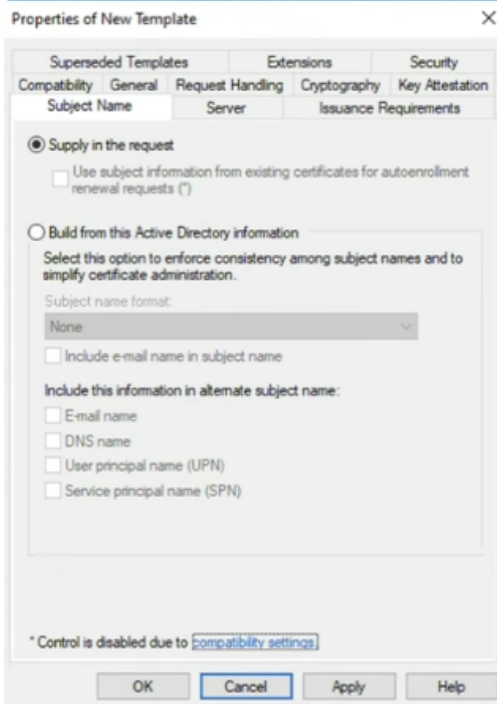 Properties of New Template
Superseded Templates Extensions Security
Compatibility General Request Handling Cryptography Key Attestation
Subject Name Server Issuance Requirements
Supply in the request
Use subject information from existing certificates for autoenrollment
renewal requests (*)
Build from this Active Directory information
Select this option to enforce consistency among subject names and to
simplify certificate administration.
Subject name format:
None
Include e-mail name in subject name
Include this information in alternate subject name:
E-mail name
DNS name
User principal name (UPN)
Service principal name (SPN)
* Control is disabled due to compatibility settings.
OK Cancel Apply Help